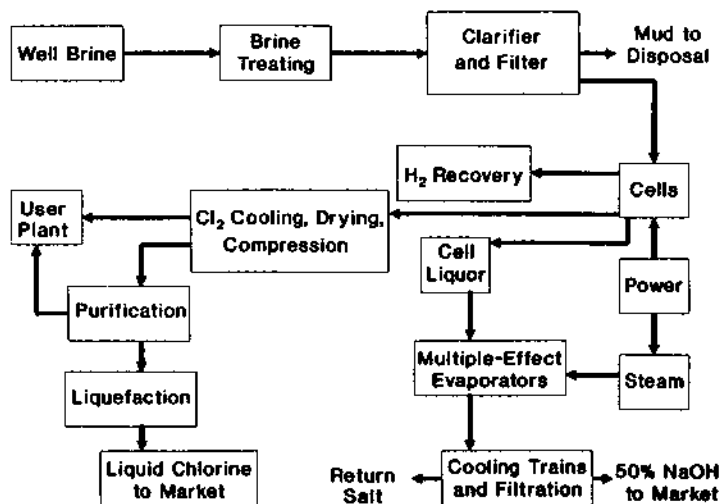 Well Brine
Brine
Treating
Clarifier
and Filter
Mud to
Disposal
H₂ Recovery
Cells
User
Plant
Cl₂ Cooling, Drying,
Compression
Cell
Liquor
Power
Purification
Multiple-Effect
Evaporators
Steam
Liquefaction
Liquid Chlorine
to Market
Return
Salt
Cooling Trains
and Filtration
50% NaOH
to Market